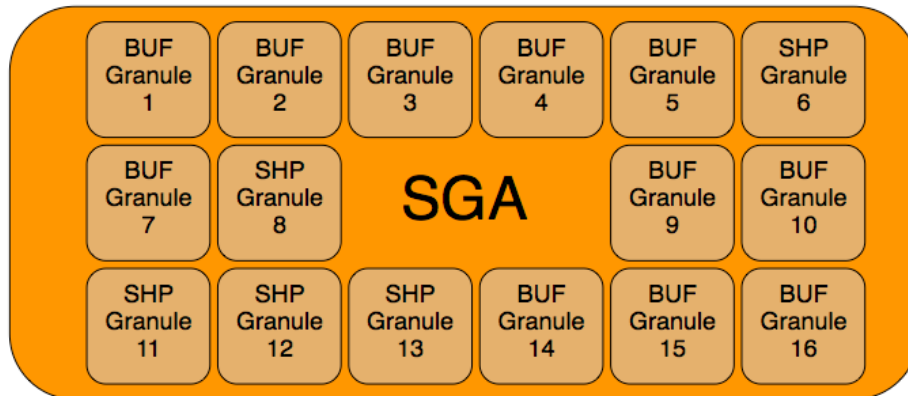 BUF
Granule
1
BUF
Granule
2
BUF
Granule
3
BUF
Granule
4
BUF
Granule
5
SHP
Granule
6
BUF
Granule
7
SHP
Granule
8
SGA
BUF
Granule
9
BUF
Granule
10
SHP
Granule
11
SHP
Granule
12
SHP
Granule
13
BUF
Granule
14
BUF
Granule
15
BUF
Granule
16